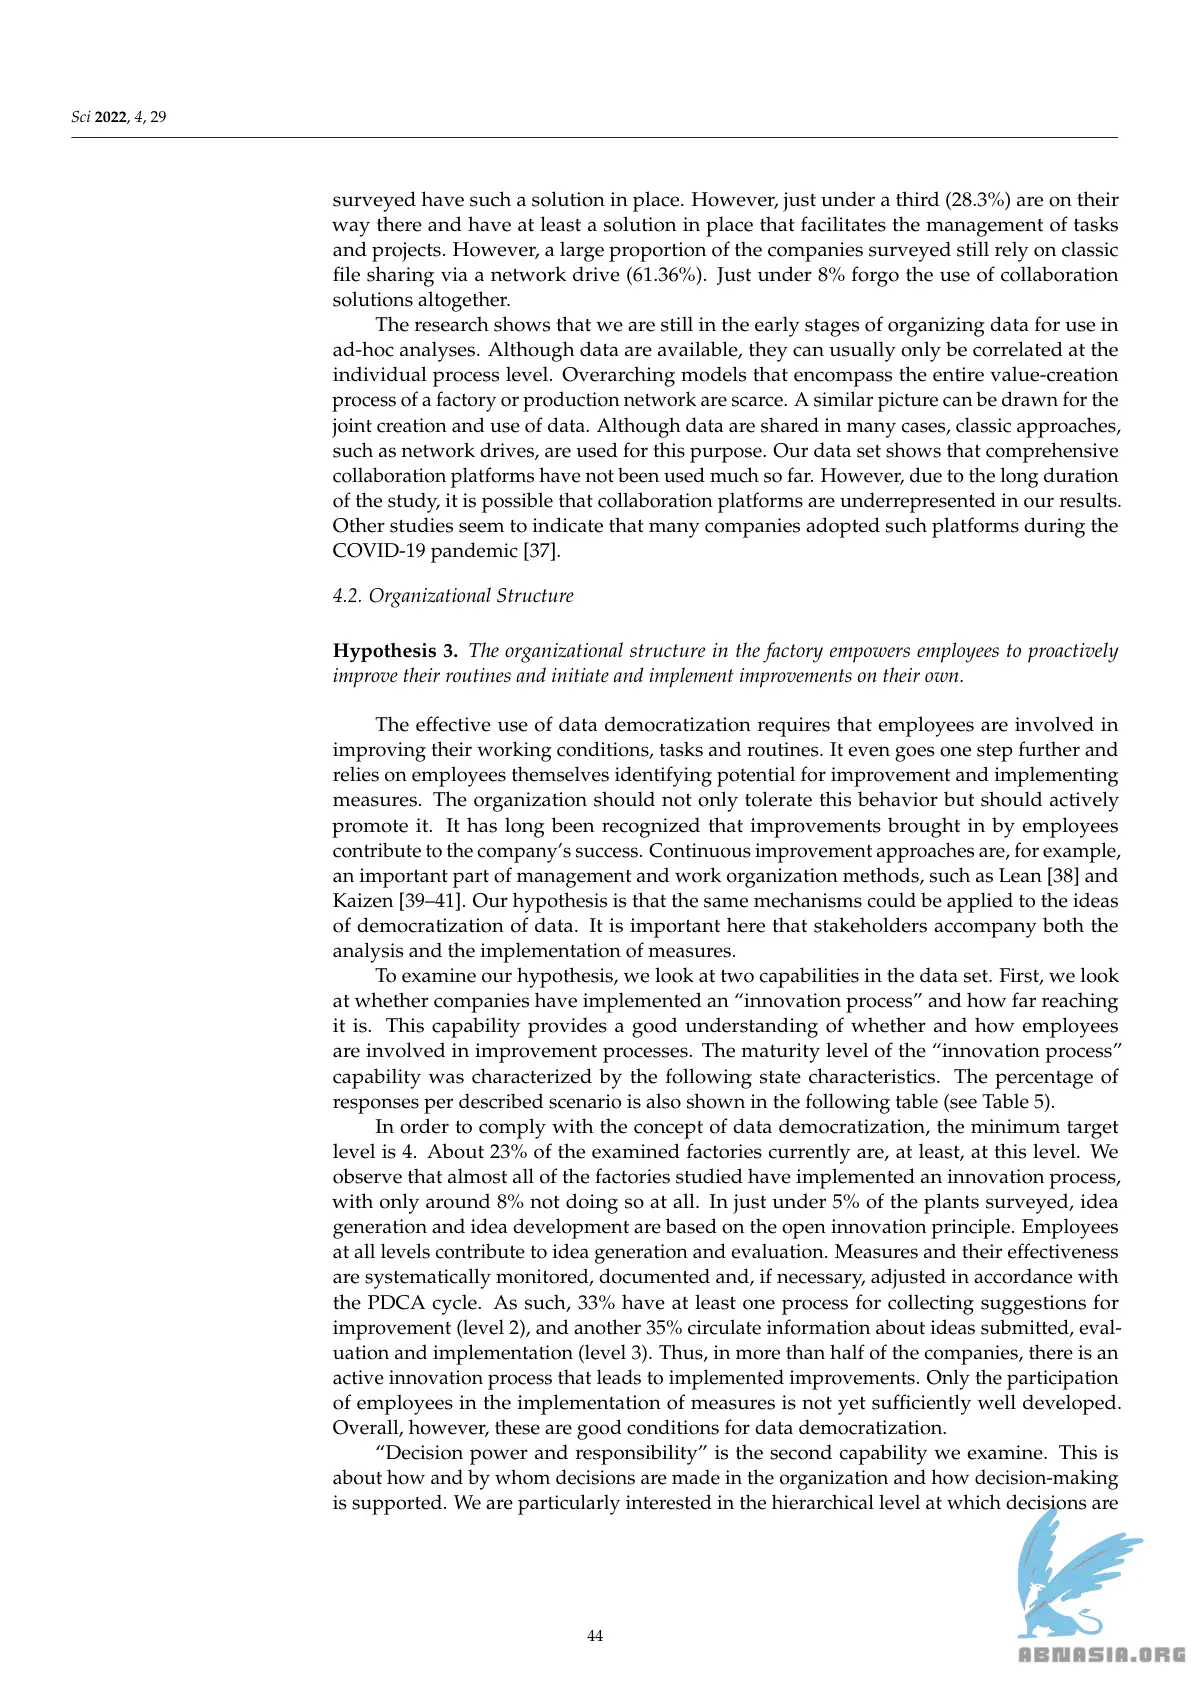 Sci 2022, 4, 29
surveyed have such a solution in place. However, just under a third (28.3%) are on their
way there and have at least a solution in place that facilitates the management of tasks
and projects. However, a large proportion of the companies surveyed still rely on classic
file sharing via a network drive (61.36%). Just under 8% forgo the use of collaboration
solutions altogether.
The research shows that we are still in the early stages of organizing data for use in
ad-hoc analyses. Although data are available, they can usually only be correlated at the
individual process level. Overarching models that encompass the entire value-creation
process of a factory or production network are scarce. A similar picture can be drawn for the
joint creation and use of data. Although data are shared in many cases, classic approaches,
such as network drives, are used for this purpose. Our data set shows that comprehensive
collaboration platforms have not been used much so far. However, due to the long duration
of the study, it is possible that collaboration platforms are underrepresented in our results.
Other studies seem to indicate that many companies adopted such platforms during the
COVID-19 pandemic [37].
4.2. Organizational Structure
Hypothesis 3. The organizational structure in the factory empowers employees to proactively
improve their routines and initiate and implement improvements on their own.
The effective use of data democratization requires that employees are involved in
improving their working conditions, tasks and routines. It even goes one step further and
relies on employees themselves identifying potential for improvement and implementing
measures. The organization should not only tolerate this behavior but should actively
promote it. It has long been recognized that improvements brought in by employees
contribute to the company's success. Continuous improvement approaches are, for example,
an important part of management and work organization methods, such as Lean [38] and
Kaizen [39–41]. Our hypothesis is that the same mechanisms could be applied to the ideas
of democratization of data. It is important here that stakeholders accompany both the
analysis and the implementation of measures.
To examine our hypothesis, we look at two capabilities in the data set. First, we look
at whether companies have implemented an “innovation process” and how far reaching
it is. This capability provides a good understanding of whether and how employees
are involved in improvement processes. The maturity level of the “innovation process”
capability was characterized by the following state characteristics. The percentage of
responses per described scenario is also shown in the following table (see Table 5).
In order to comply with the concept of data democratization, the minimum target
level is 4. About 23% of the examined factories currently are, at least, at this level. We
observe that almost all of the factories studied have implemented an innovation process,
with only around 8% not doing so at all. In just under 5% of the plants surveyed, idea
generation and idea development are based on the open innovation principle. Employees
at all levels contribute to idea generation and evaluation. Measures and their effectiveness
are systematically monitored, documented and, if necessary, adjusted in accordance with
the PDCA cycle. As such, 33% have at least one process for collecting suggestions for
improvement (level 2), and another 35% circulate information about ideas submitted, eval-
uation and implementation (level 3). Thus, in more than half of the companies, there is an
active innovation process that leads to implemented improvements. Only the participation
of employees in the implementation of measures is not yet sufficiently well developed.
Overall, however, these are good conditions for data democratization.
“Decision power and responsibility” is the second capability we examine. This is
about how and by whom decisions are made in the organization and how decision-making
is supported. We are particularly interested in the hierarchical level at which decisions are
44
ABNASIA.ORG